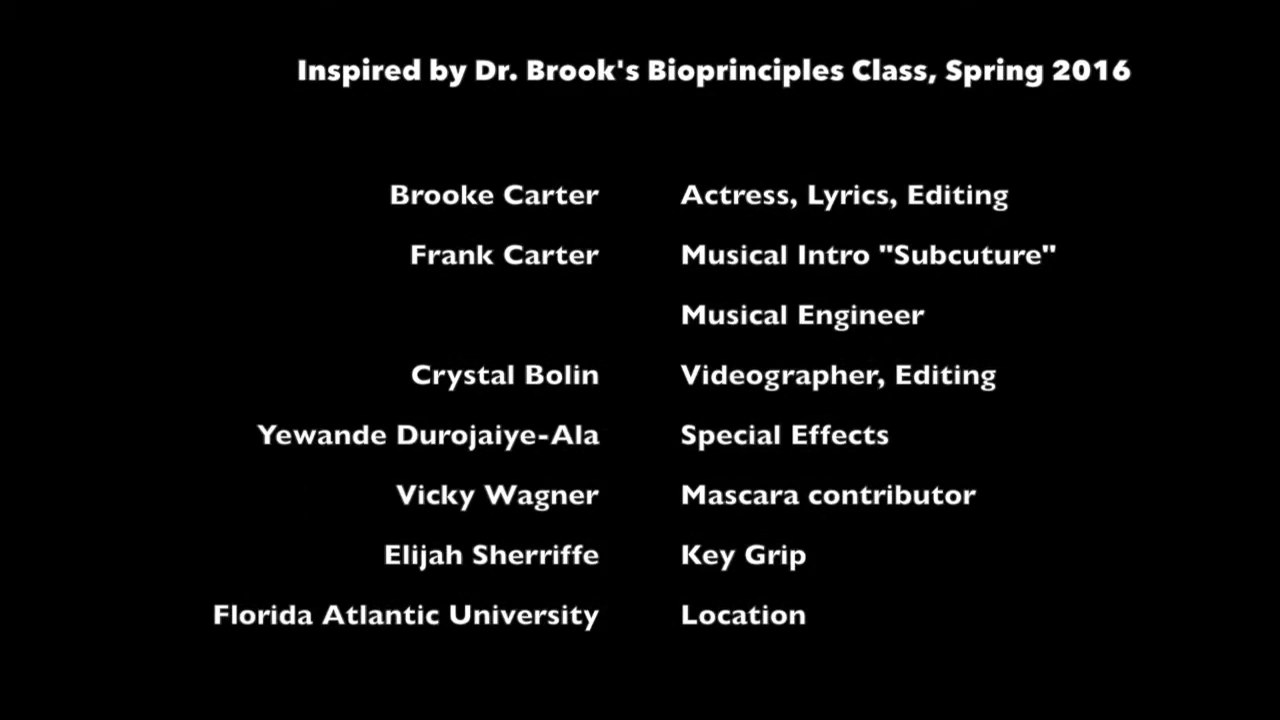 Inspired by Dr. Brook's Bioprinciples Class, Spring 2016
Brooke Carter Actress, Lyrics, Editing
Frank Carter Musical Intro "Subcuture"
Musical Engineer
Crystal Bolin Videographer, Editing
Yewande Durojaiye-Ala Special Effects
Vicky Wagner Mascara contributor
Elijah Sherriffe Key Grip
Florida Atlantic University Location